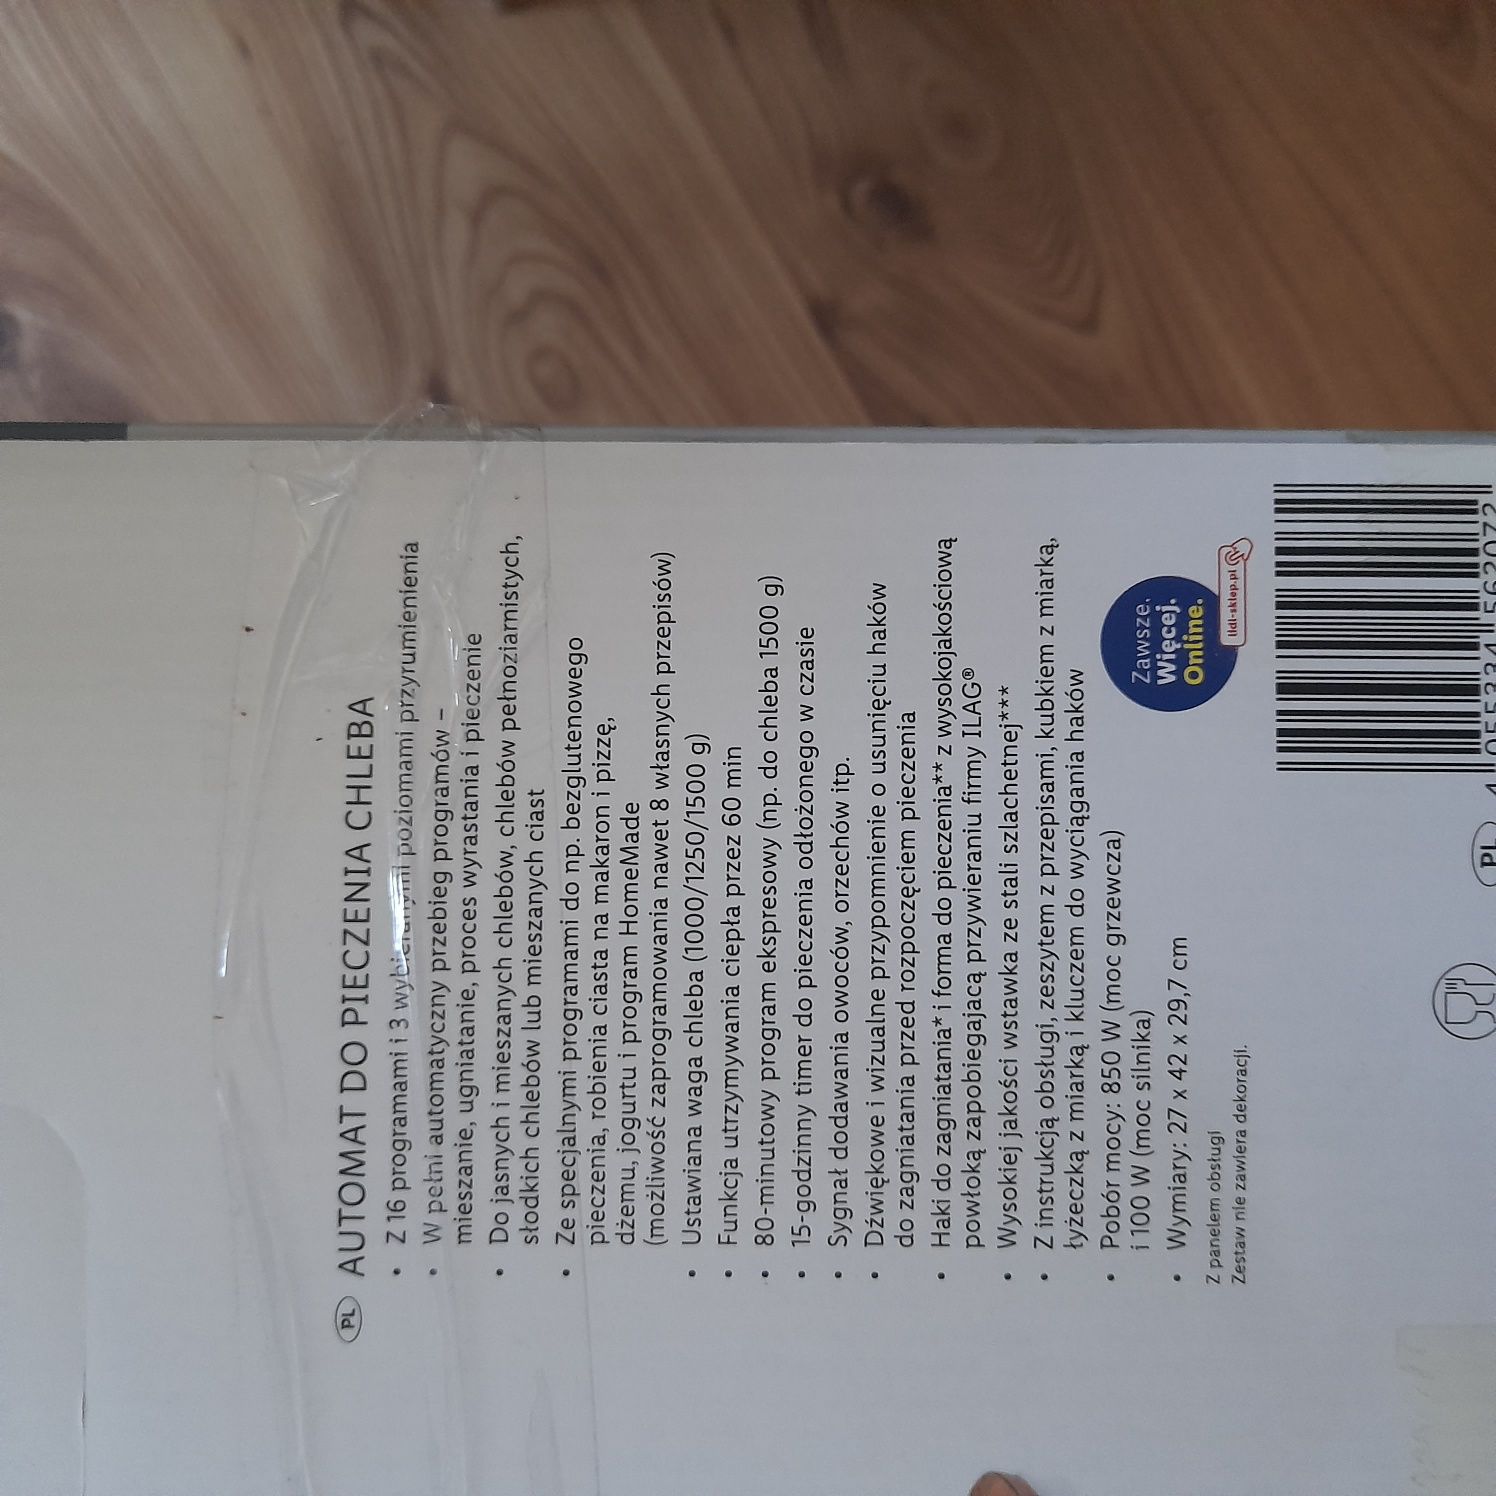 PL AUTOMAT DO PIECZENIA CHLEBA
• Z 16 programami i 3 wybieranymi poziomami przyrumienienia
• W pełni automatyczny przebieg programów –
mieszanie, ugniatanie, proces wyrastania i pieczenie
• Do jasnych i mieszanych chlebów, chlebów pełnoziarnistych,
słodkich chlebów lub mieszanych ciast
• Ze specjalnymi programami do np. bezglutenowego
pieczenia, robienia ciasta na makaron i pizzę,
dżemu, jogurtu i program HomeMade
(możliwość zaprogramowania nawet 8 własnych przepisów)
• Ustawiana waga chleba (1000/1250/1500 g)
• Funkcja utrzymywania ciepła przez 60 min
• 80-minutowy program ekspresowy (np. do chleba 1500 g)
• 15-godzinny timer do pieczenia odłożonego w czasie
• Sygnał dodawania owoców, orzechów itp.
• Dźwiękowe i wizualne przypomnienie o usunięciu haków
do zagniatania przed rozpoczęciem pieczenia
• Haki do zagniatania* i forma do pieczenia** z wysokojakościową
powłoką zapobiegającą przywieraniu firmy ILAG®
• Wysokiej jakości wstawka ze stali szlachetnej***
• Z instrukcją obsługi, zeszytem z przepisami, kubkiem z miarką,
łyżeczką z miarką i kluczem do wyciągania haków
• Pobór mocy: 850 W (moc grzewcza)
i 100 W (moc silnika)
• Wymiary: 27 x 42 x 29,7 cm
Z panelem obsługi
Zestaw nie zawiera dekoracji.
Zawsze.
Więcej.
Online.
lidl-sklep.pl
PL